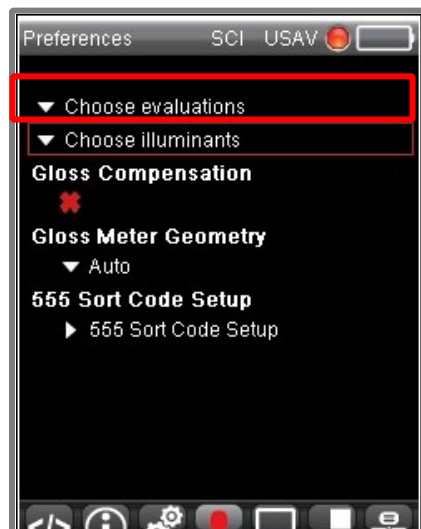 Preferences SCI USAV
Choose evaluations
Choose illuminants
Gloss Compensation
Gloss Meter Geometry
Auto
555 Sort Code Setup
555 Sort Code Setup